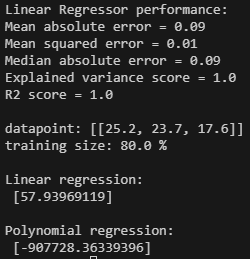 Linear Regressor performance:
Mean absolute error = 0.09
Mean squared error = 0.01
Median absolute error = 0.09
Explained variance score = 1.0
R2 score = 1.0
datapoint: [[25.2, 23.7, 17.6]]
training size: 80.0 %
Linear regression:
[57.93969119]
Polynomial regression:
[-907728.36339396]